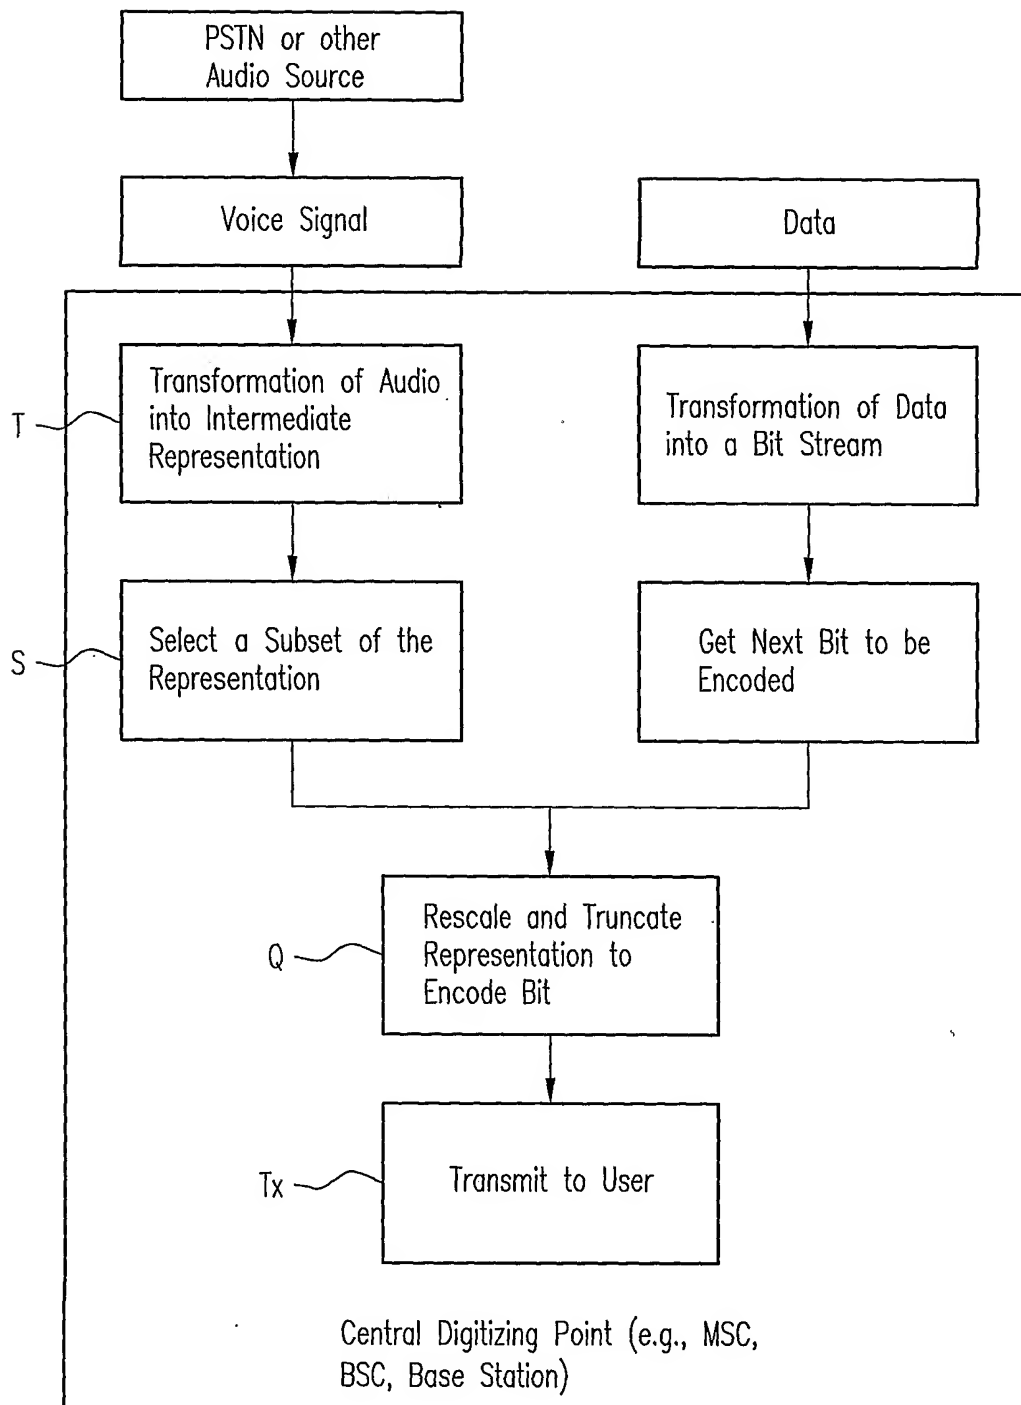 PSTN or other
Audio Source
Voice Signal
Data
Transformation of Audio
into Intermediate
Representation
T
Transformation of Data
into a Bit Stream
Select a Subset of the
Representation
S
Get Next Bit to be
Encoded
Rescale and Truncate
Representation to
Encode Bit
Q
Transmit to User
Tx
Central Digitizing Point (e.g., MSC,
BSC, Base Station)